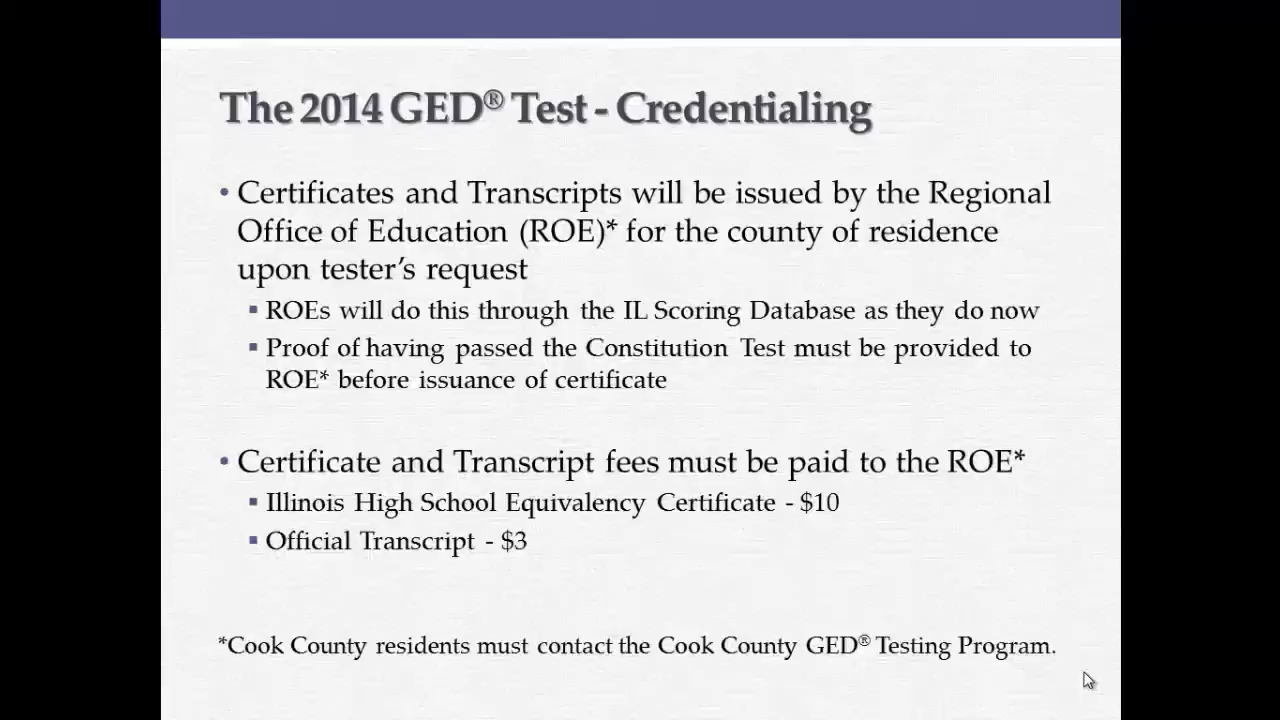 The 2014 GED® Test - Credentialing
• Certificates and Transcripts will be issued by the Regional
Office of Education (ROE)* for the county of residence
upon tester's request
▪ ROEs will do this through the IL Scoring Database as they do now
▪ Proof of having passed the Constitution Test must be provided to
ROE* before issuance of certificate
• Certificate and Transcript fees must be paid to the ROE*
▪ Illinois High School Equivalency Certificate - $10
▪ Official Transcript - $3
*Cook County residents must contact the Cook County GED® Testing Program.